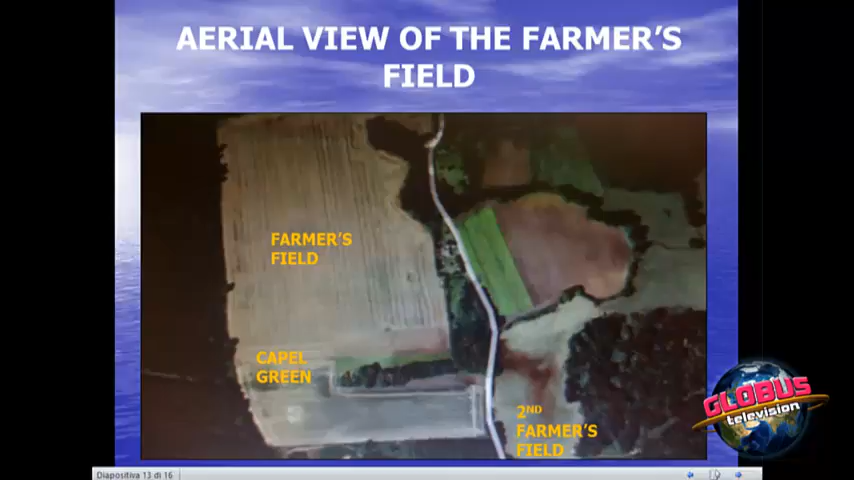 AERIAL VIEW OF THE FARMER'S
FIELD
FARMER'S
FIELD
CAPEL
GREEN
2ND
FARMER'S
FIELD
GLOBUS
television
Diapositiva 13 di 16